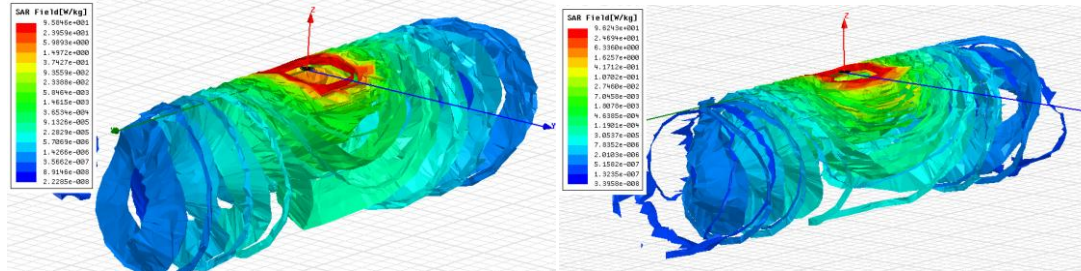 SAR Field[W/kg]
9.5846e+001
2.3959e+001
5.9893e+000
1.4972e+000
3.7427e-001
9.3559e-002
2.3388e-002
5.8464e-003
1.4615e-003
3.6534e-004
9.1326e-005
2.2829e-005
5.7069e-006
1.4266e-006
3.5662e-007
8.9146e-008
2.2285e-008
Z
Y
SAR Field[W/kg]
9.6243e+001
2.4694e+001
6.3360e+000
1.6257e+000
4.1712e-001
1.0702e-001
2.7460e-002
7.0458e-003
1.8078e-003
4.6385e-004
1.1901e-004
3.0537e-005
7.8352e-006
2.0103e-006
5.1582e-007
1.3235e-007
3.3958e-008
Z